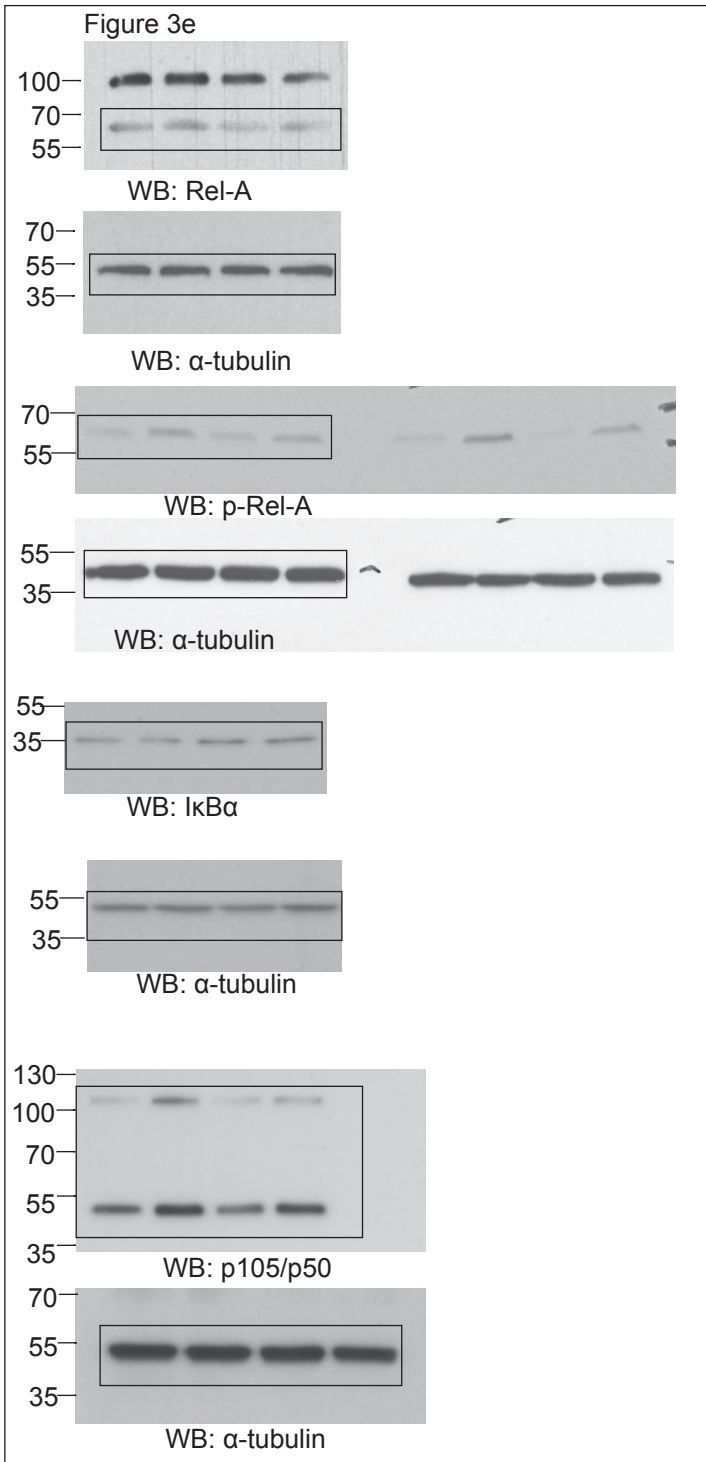 Figure 3e
100
70
55
WB: Rel-A
70
55
35
WB: α-tubulin
70
55
WB: p-Rel-A
55
35
WB: α-tubulin
55
35
WB: IκBα
55
35
WB: α-tubulin
130
100
70
55
35
WB: p105/p50
70
55
35
WB: α-tubulin